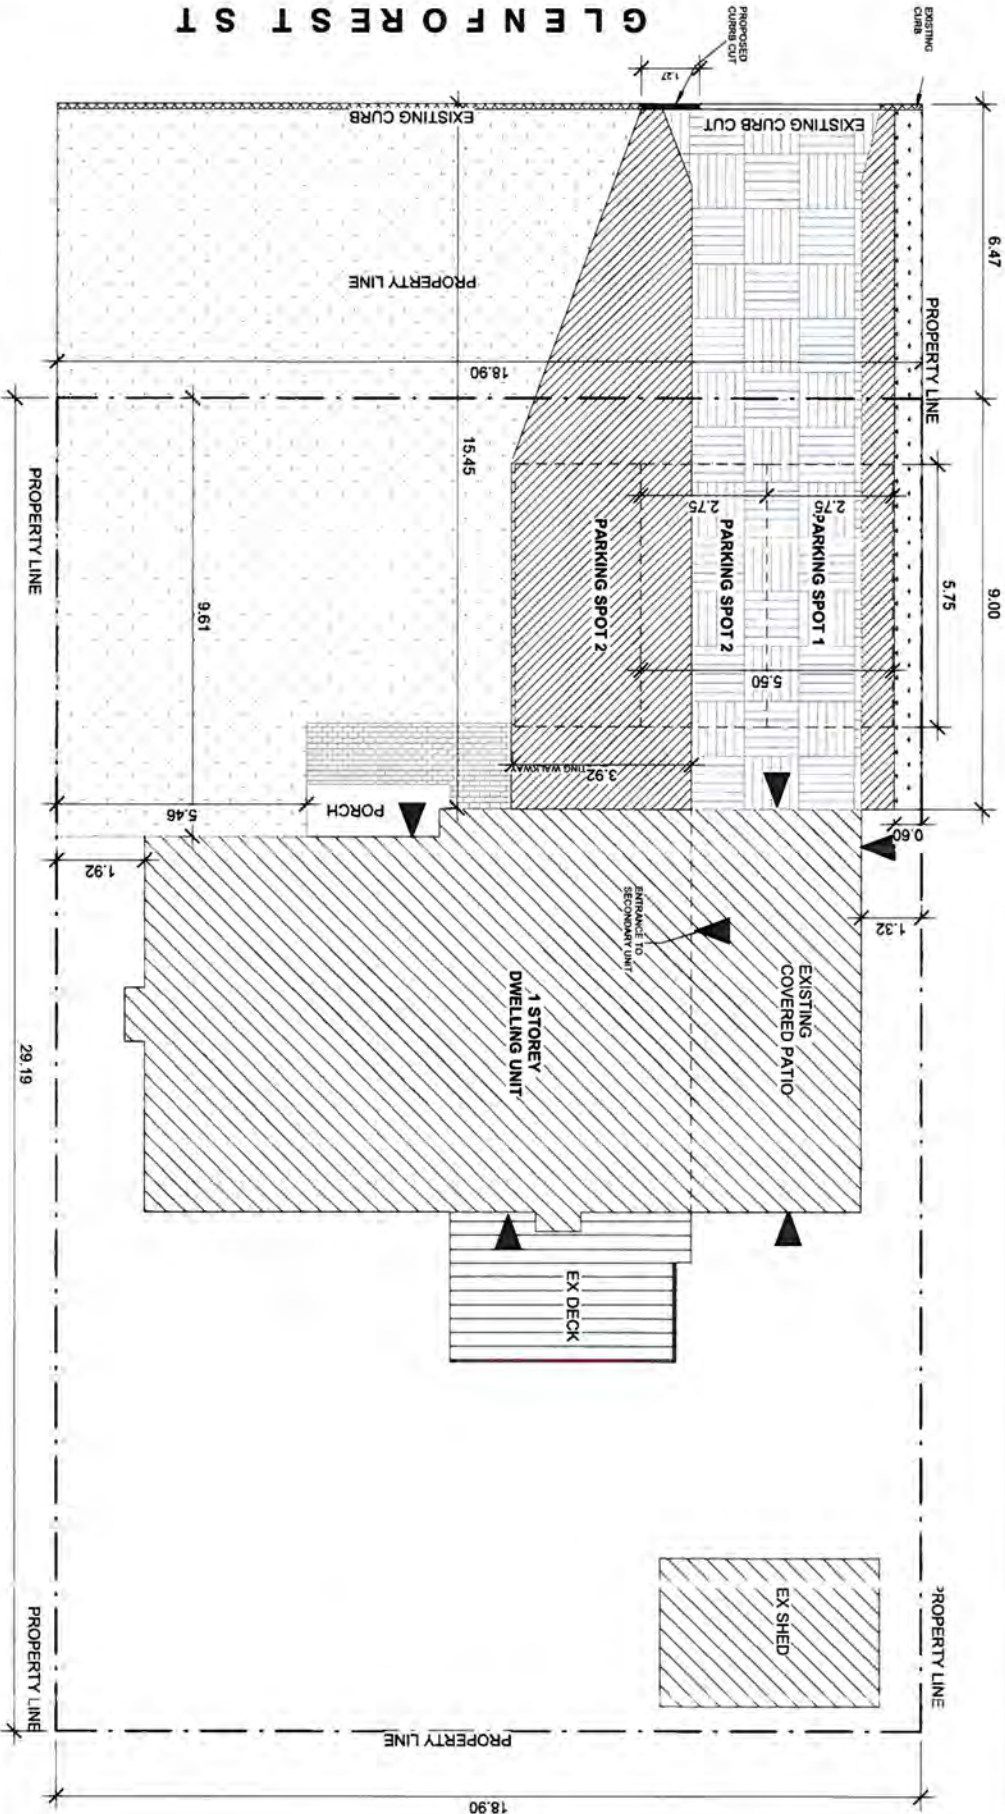 GLENFOREST ST
PROPOSED
CURRB CUT
EXISTING
CURB
1.27
EXISTING CURB
EXISTING CURB CUT
6.47
PROPERTY LINE
PROPERTY LINE
18.90
15.45
2.75
2.75
PARKING SPOT 1
PARKING SPOT 2
PARKING SPOT 2
5.75
9.00
5.50
PROPERTY LINE
9.61
3.92
PORCH
5.46
1.92
0.60
1.32
ENTRANCE TO
SECONDARY UNIT
EXISTING
COVERED PATIO
1 STOREY
DWELLING UNIT
29.19
EX DECK
EX SHED
PROPERTY LINE
PROPERTY LINE
PROPERTY LINE
18.90